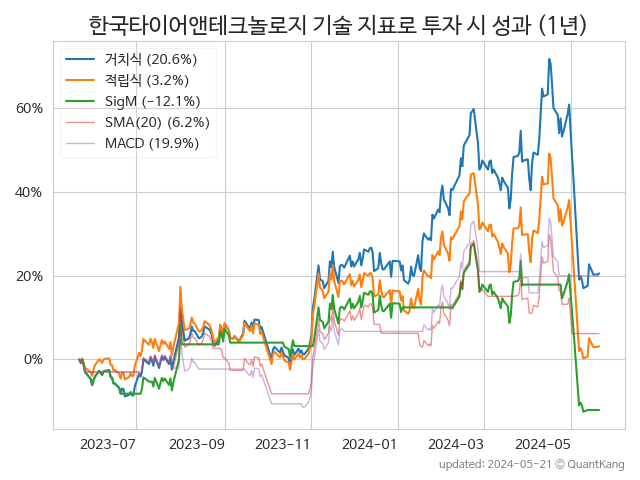 한국타이어앤테크놀로지 기술 지표로 투자 시 성과 (1년)
거치식 (20.6%)
적립식 (3.2%)
SigM (−12.1%)
SMA(20) (6.2%)
MACD (19.9%)
60%
40%
20%
0%
2023-07 2023-09 2023-11 2024-01 2024-03 2024-05
updated: 2024-05-21 © QuantKang